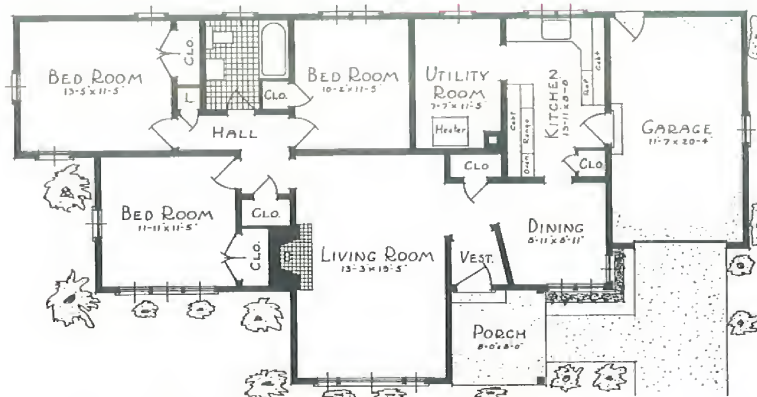 BED ROOM
13-5 x 11-5
CLO.
L.
HALL
CLO.
BED ROOM
10-2 x 11-5
UTILITY
ROOM
7-7 x 11-5
Heater
KITCHEN
13-11 x 8-0
Cabt
Ref
Cabt
Range
Oven
CLO.
GARAGE
11-7 x 20-4
BED ROOM
11-11 x 11-5
CLO.
CLO.
LIVING ROOM
13-3 x 19-5
CLO
VEST.
DINING
8-11 x 8-11
PORCH
8-0 x 8-0